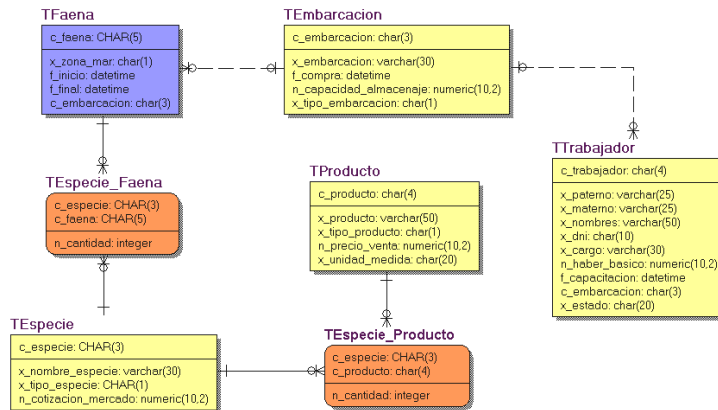 TFaena
c_faena: CHAR(5)
x_zona_mar: char(1)
f_inicio: datetime
f_final: datetime
c_embarcacion: char(3)
TEmbarcacion
c_embarcacion: char(3)
x_embarcacion: varchar(30)
f_compra: datetime
n_capacidad_almacenaje: numeric(10,2)
x_tipo_embarcacion: char(1)
TTrabajador
c_trabajador: char(4)
x_paterno: varchar(25)
x_materno: varchar(25)
x_nombres: varchar(50)
x_dni: char(10)
x_cargo: varchar(30)
n_haber_basico: numeric(10,2)
f_capacitacion: datetime
c_embarcacion: char(3)
x_estado: char(20)
TEspecie_Faena
c_especie: CHAR(3)
c_faena: CHAR(5)
n_cantidad: integer
TProducto
c_producto: char(4)
x_producto: varchar(50)
x_tipo_producto: char(1)
n_precio_venta: numeric(10,2)
x_unidad_medida: char(20)
TEspecie
c_especie: CHAR(3)
x_nombre_especie: varchar(30)
x_tipo_especie: CHAR(1)
n_cotizacion_mercado: numeric(10,2)
TEspecie_Producto
c_especie: CHAR(3)
c_producto: char(4)
n_cantidad: integer